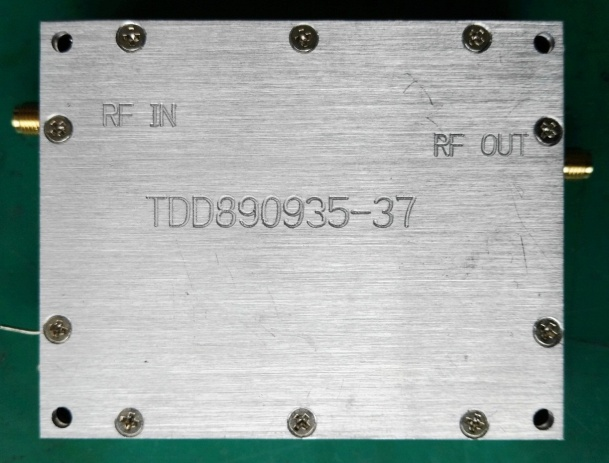 RF IN
RF OUT
TDD890935-37